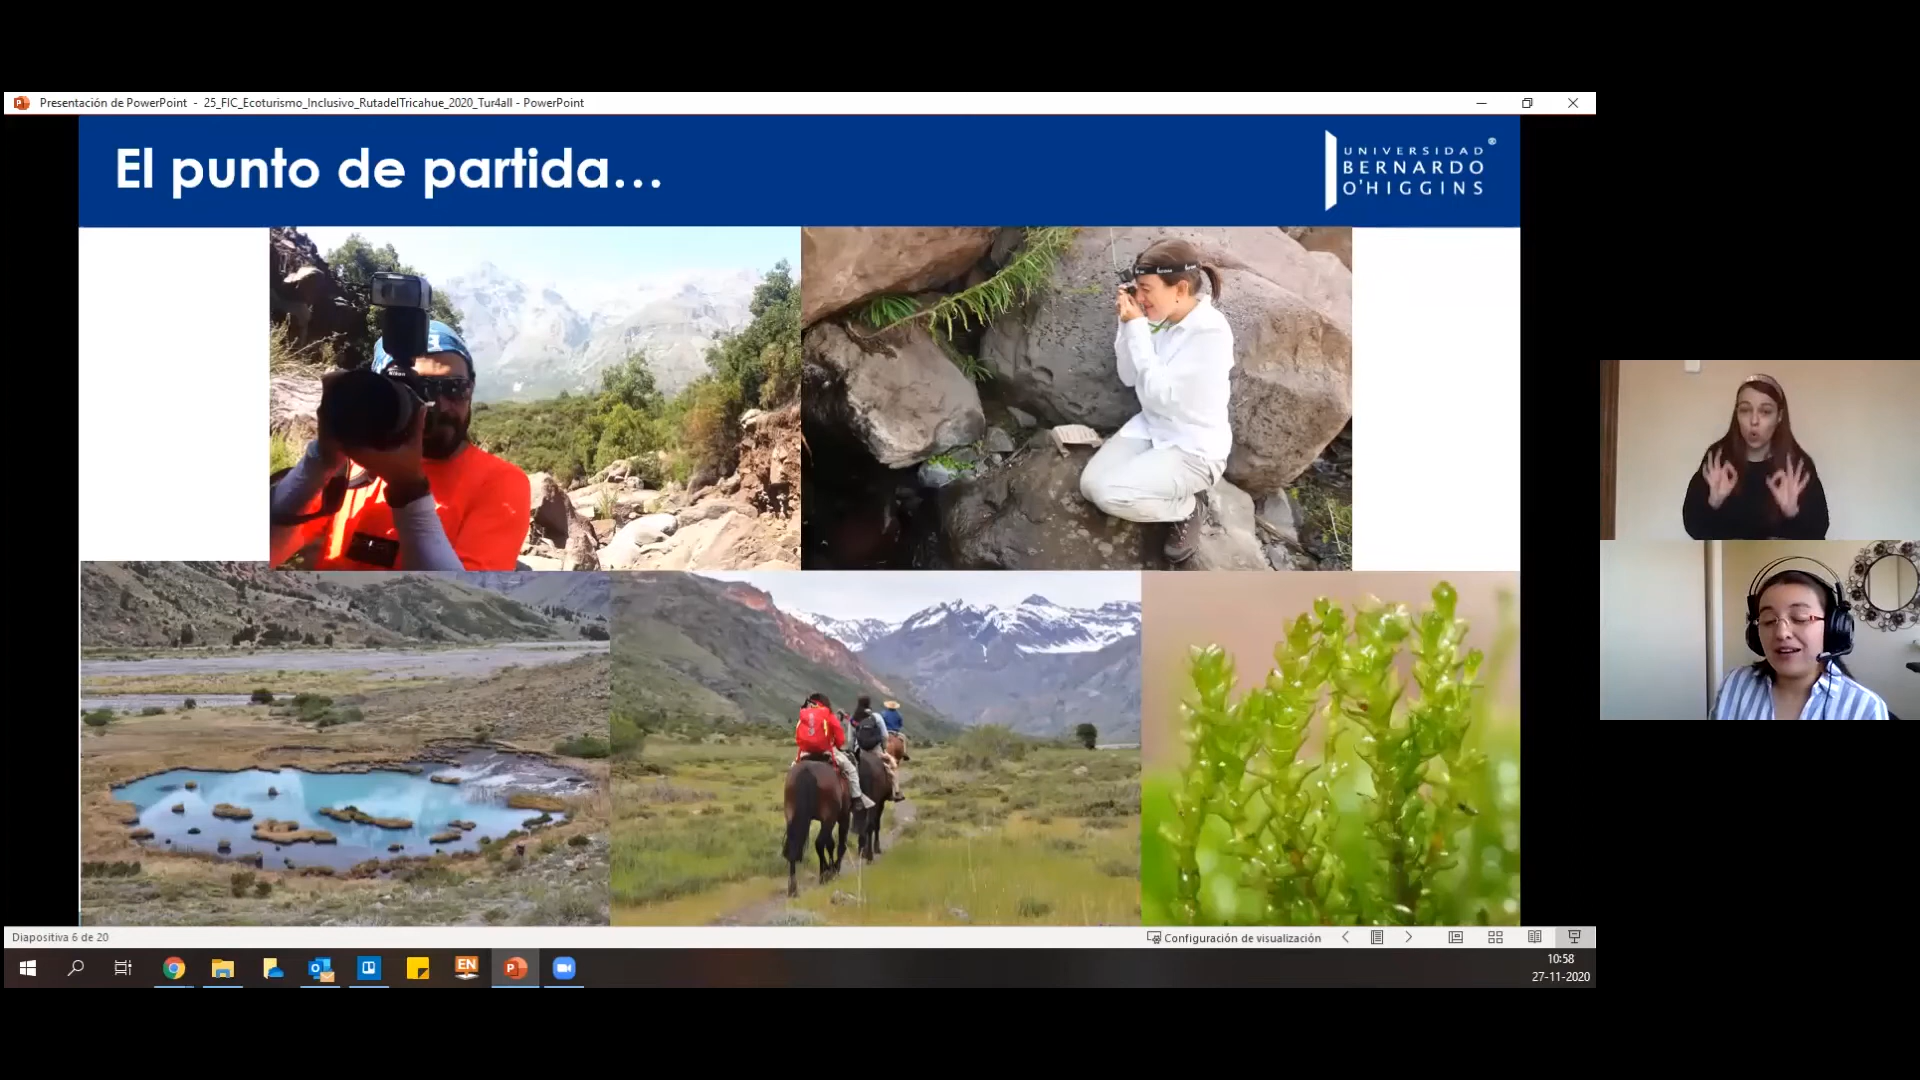 Presentación de PowerPoint - 25_FIC_Ecoturismo_Inclusivo_RutadelTricahue_2020_Tur4all - PowerPoint
El punto de partida...
UNIVERSIDAD
BERNARDO
O'HIGGINS
Diapositiva 6 de 20
Configuración de visualización
EN
10:58
27-11-2020